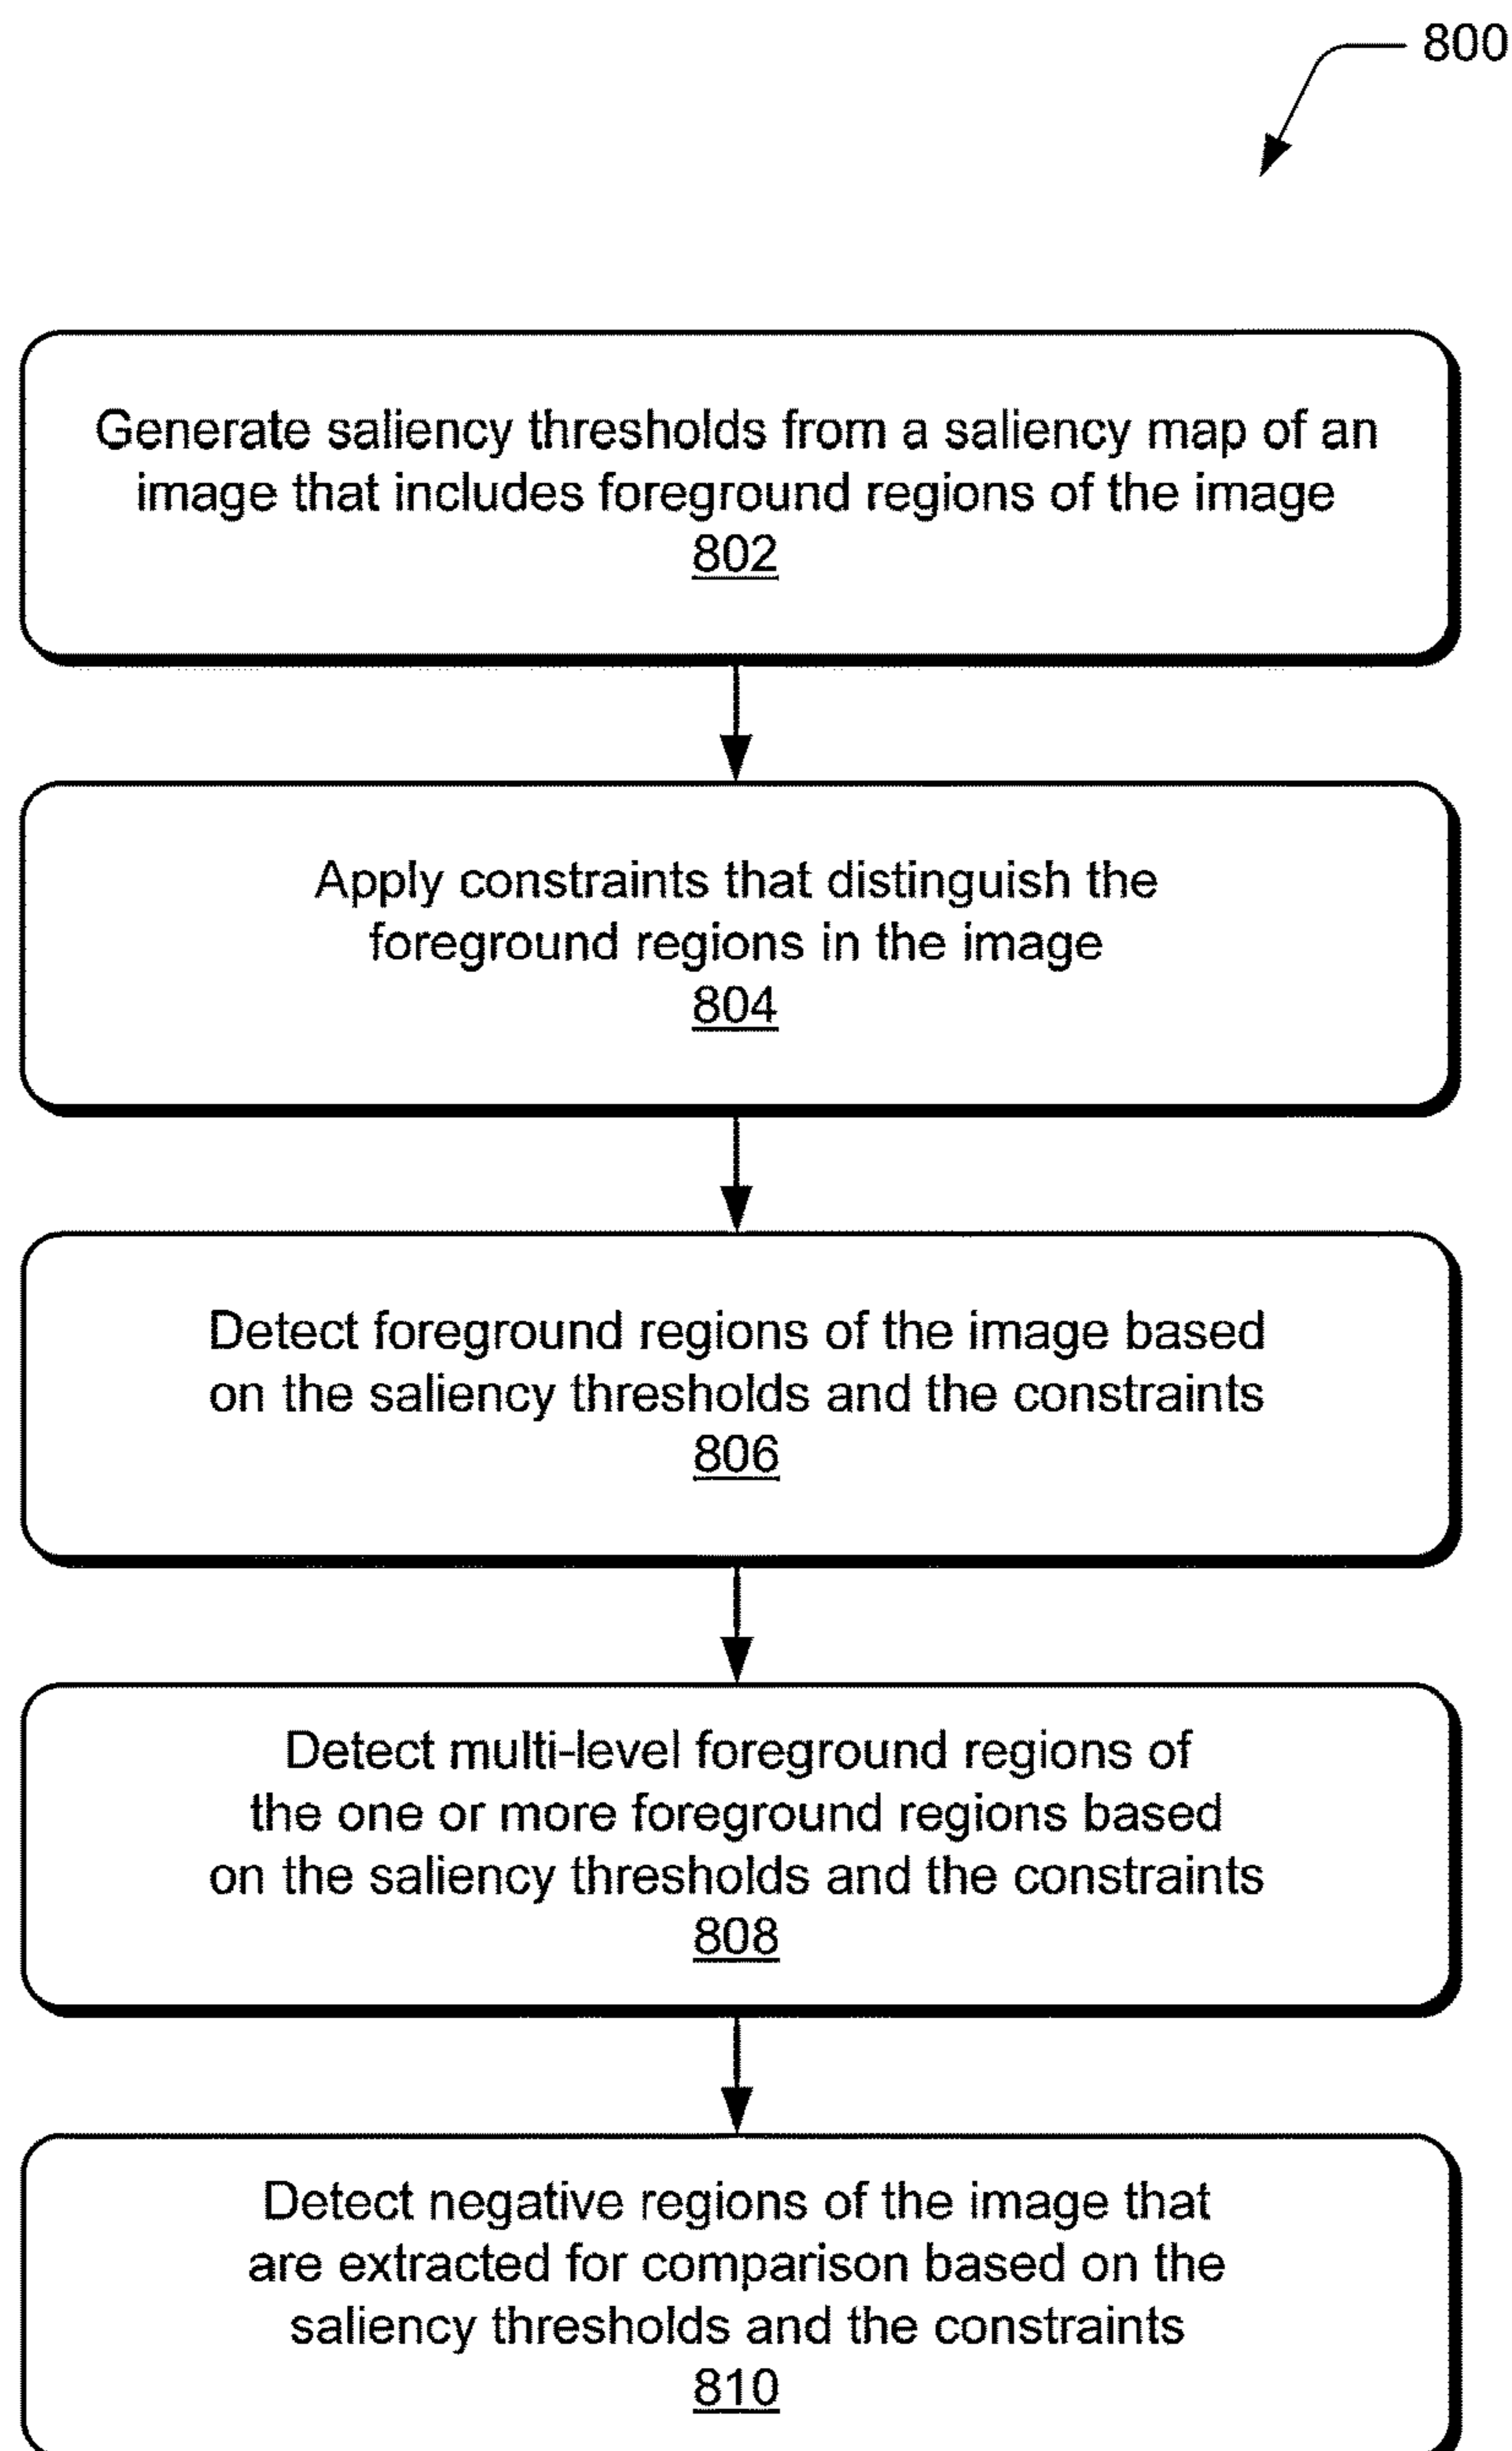 800
Generate saliency thresholds from a saliency map of an
image that includes foreground regions of the image
802
Apply constraints that distinguish the
foreground regions in the image
804
Detect foreground regions of the image based
on the saliency thresholds and the constraints
806
Detect multi-level foreground regions of
the one or more foreground regions based
on the saliency thresholds and the constraints
808
Detect negative regions of the image that
are extracted for comparison based on the
saliency thresholds and the constraints
810